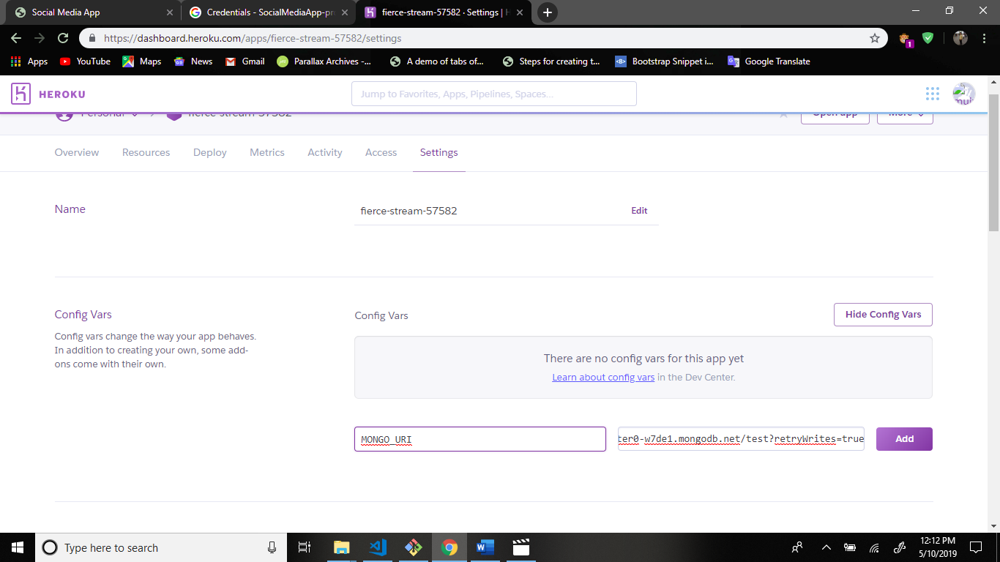 Social Media App
Credentials - SocialMediaApp-pr
fierce-stream-57582 · Settings | H
https://dashboard.heroku.com/apps/fierce-stream-57582/settings
1
Apps
YouTube
Maps
News
Gmail
Parallax Archives -...
A demo of tabs of...
Steps for creating t...
<B>
Bootstrap Snippet i...
Google Translate
HEROKU
Jump to Favorites, Apps, Pipelines, Spaces...
Personal
fierce-stream-57582
Open app
More
Overview
Resources
Deploy
Metrics
Activity
Access
Settings
Name
fierce-stream-57582
Edit
Config Vars
Config vars change the way your app behaves.
In addition to creating your own, some add-
ons come with their own.
Config Vars
Hide Config Vars
There are no config vars for this app yet
Learn about config vars in the Dev Center.
MONGO_URI
ter0-w7de1.mongodb.net/test?retryWrites=true
Add
Type here to search
12:12 PM
5/10/2019